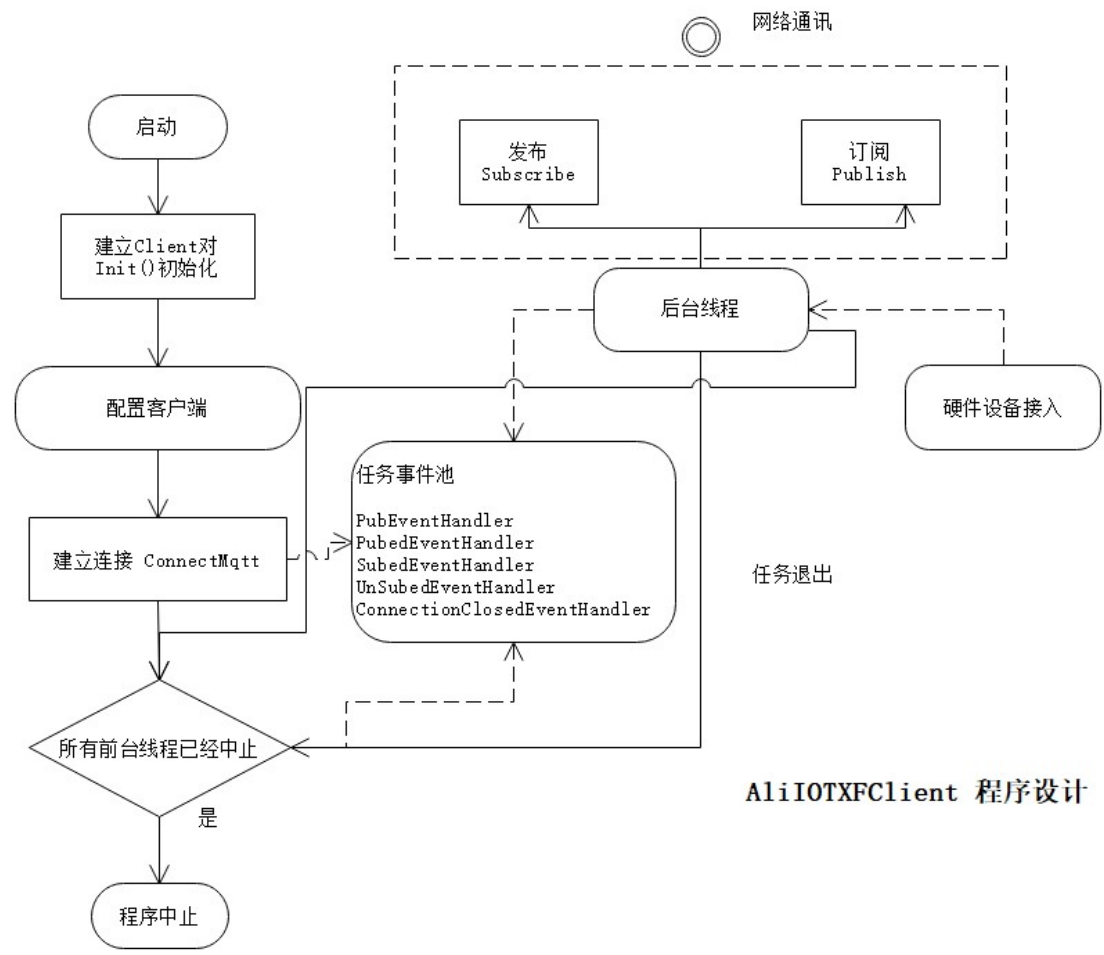 网络通讯
启动
发布
Subscribe
订阅
Publish
建立Client对
Init()初始化
后台线程
配置客户端
硬件设备接入
任务事件池
PubEventHandler
PubedEventHandler
SubedEventHandler
UnSubedEventHandler
ConnectionClosedEventHandler
建立连接 ConnectMqtt
任务退出
所有前台线程已经中止
AliIOTXFClient 程序设计
是
程序中止